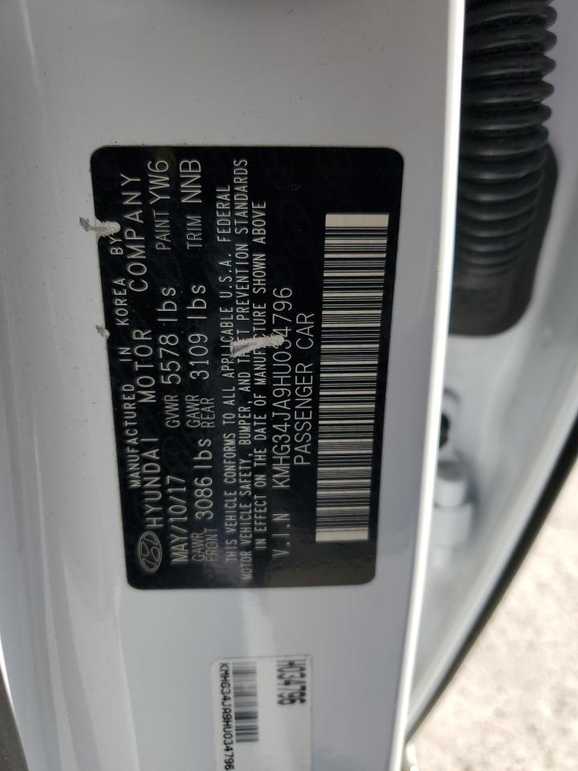 MANUFACTURED IN KOREA BY
HYUNDAI MOTOR COMPANY
MAY/10/17 GVWR 5578 lbs PAINT YW6
GAWR FRONT 3086 lbs GAWR REAR 3109 lbs TRIM NNB
THIS VEHICLE CONFORMS TO ALL APPLICABLE U.S.A. FEDERAL
MOTOR VEHICLE SAFETY, BUMPER, AND THEFT PREVENTION STANDARDS
IN EFFECT ON THE DATE OF MANUFACTURE SHOWN ABOVE
V.I.N KMHG34JA9HU034796
PASSENGER CAR
H034796
KMHG34JA9HU034796